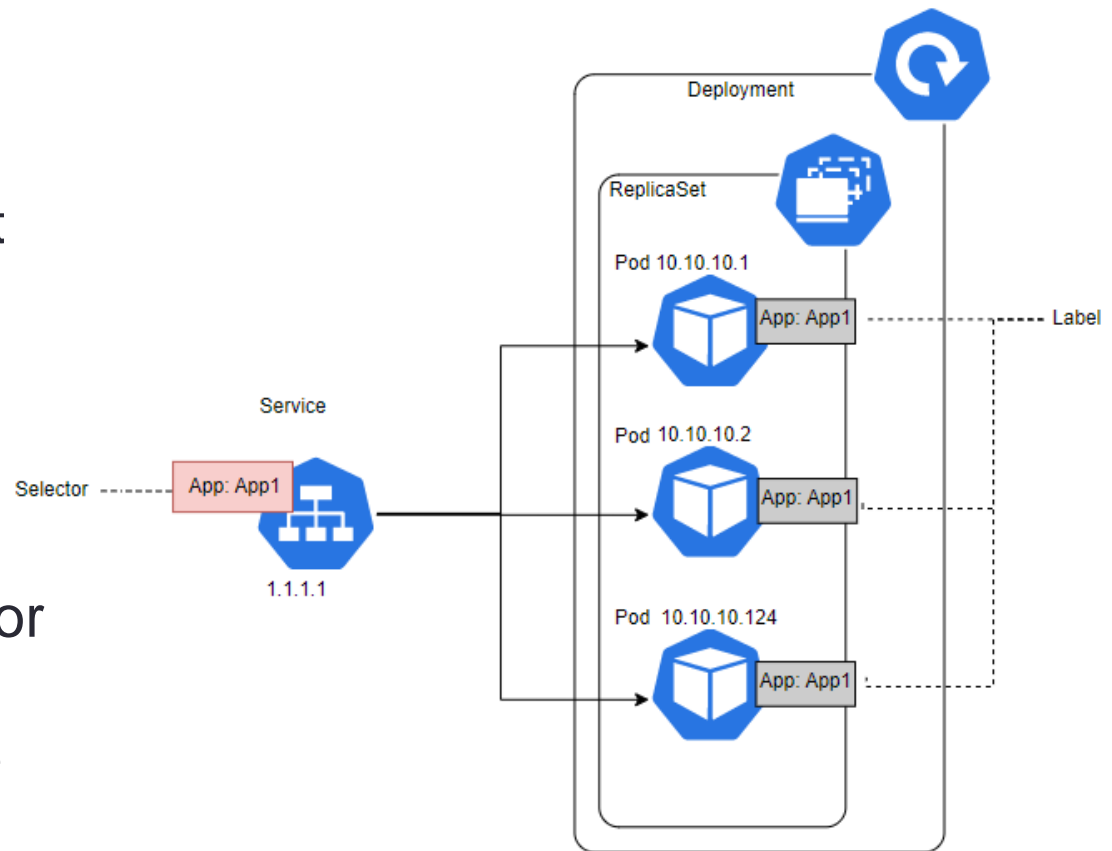 t
or
Deployment
ReplicaSet
Pod 10.10.10.1
App: App1
Label
Service
Pod 10.10.10.2
Selector
App: App1
App: App1
1.1.1.1
Pod 10.10.10.124
App: App1